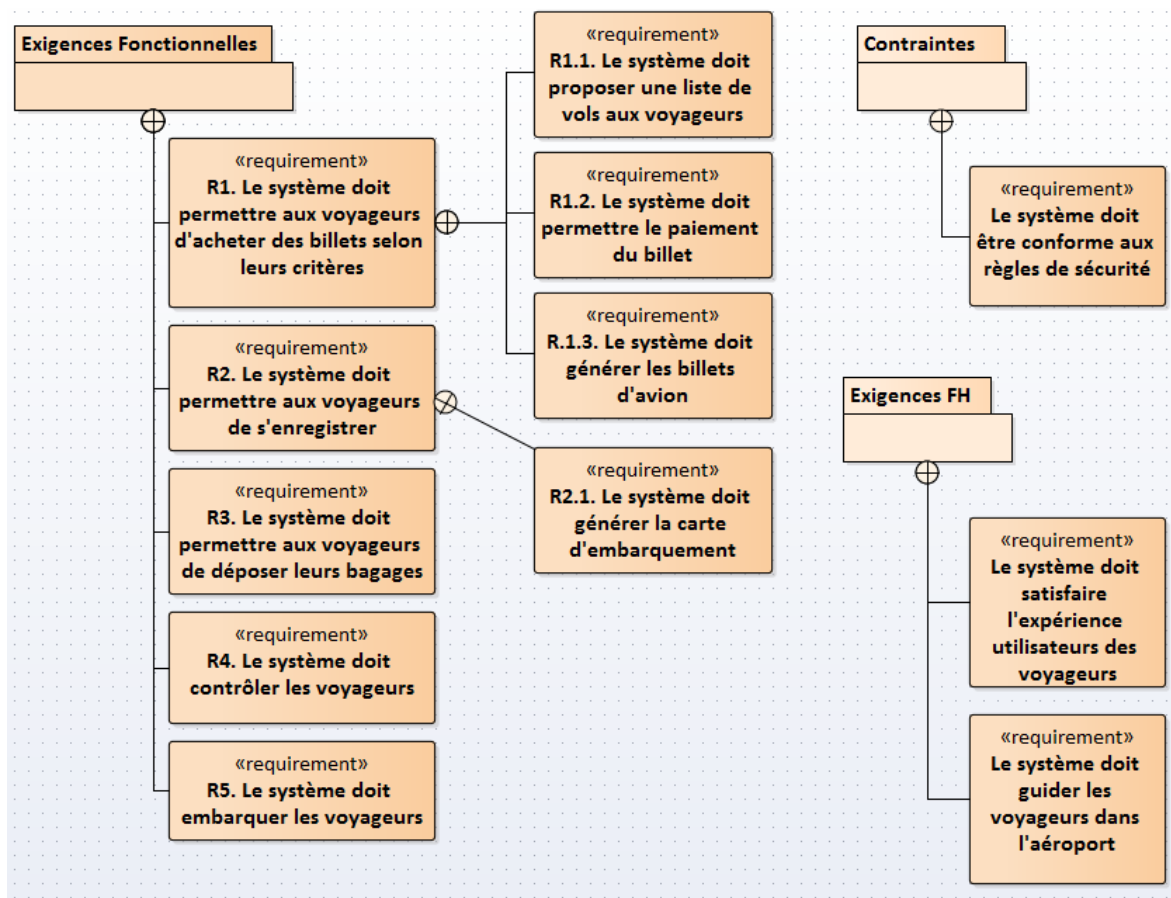 Exigences Fonctionnelles
«requirement»
R1. Le système doit
permettre aux voyageurs
d'acheter des billets selon
leurs critères
«requirement»
R2. Le système doit
permettre aux voyageurs
de s'enregistrer
«requirement»
R3. Le système doit
permettre aux voyageurs
de déposer leurs bagages
«requirement»
R4. Le système doit
contrôler les voyageurs
«requirement»
R5. Le système doit
embarquer les voyageurs
«requirement»
R1.1. Le système doit
proposer une liste de
vols aux voyageurs
«requirement»
R1.2. Le système doit
permettre le paiement
du billet
«requirement»
R.1.3. Le système doit
générer les billets
d'avion
«requirement»
R2.1. Le système doit
générer la carte
d'embarquement
Contraintes
«requirement»
Le système doit
être conforme aux
règles de sécurité
Exigences FH
«requirement»
Le système doit
satisfaire
l'expérience
utilisateurs des
voyageurs
«requirement»
Le système doit
guider les
voyageurs dans
l'aéroport